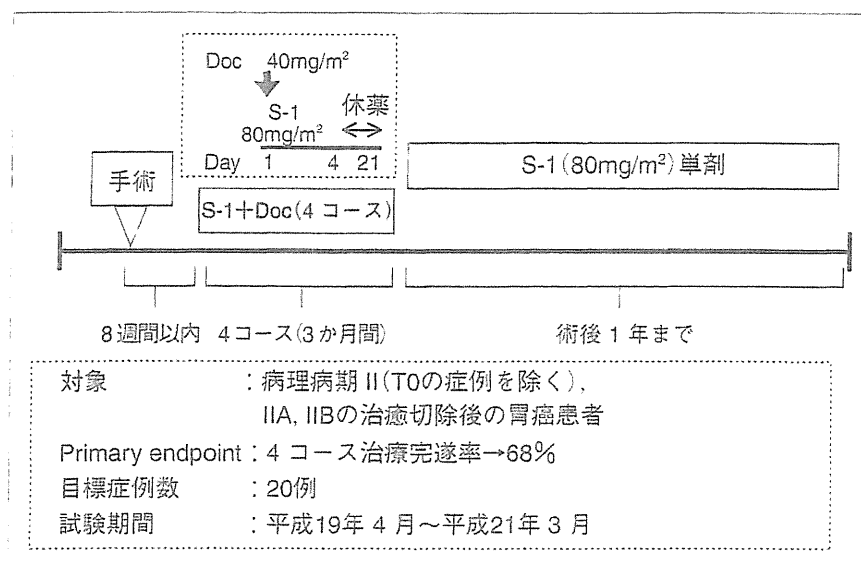 Doc 40mg/m²
S-1
80mg/m²
休薬
Day 1 4 21
手術
S-1+Doc(4 コース)
S-1(80mg/m²)単剤
8週間以内
4コース(3か月間)
術後 1 年まで
対象 : 病理病期 II(T0の症例を除く),
IIA, IIBの治癒切除後の胃癌患者
Primary endpoint : 4 コース治療完遂率→68%
目標症例数 : 20例
試験期間 : 平成19年 4 月〜平成21年 3 月